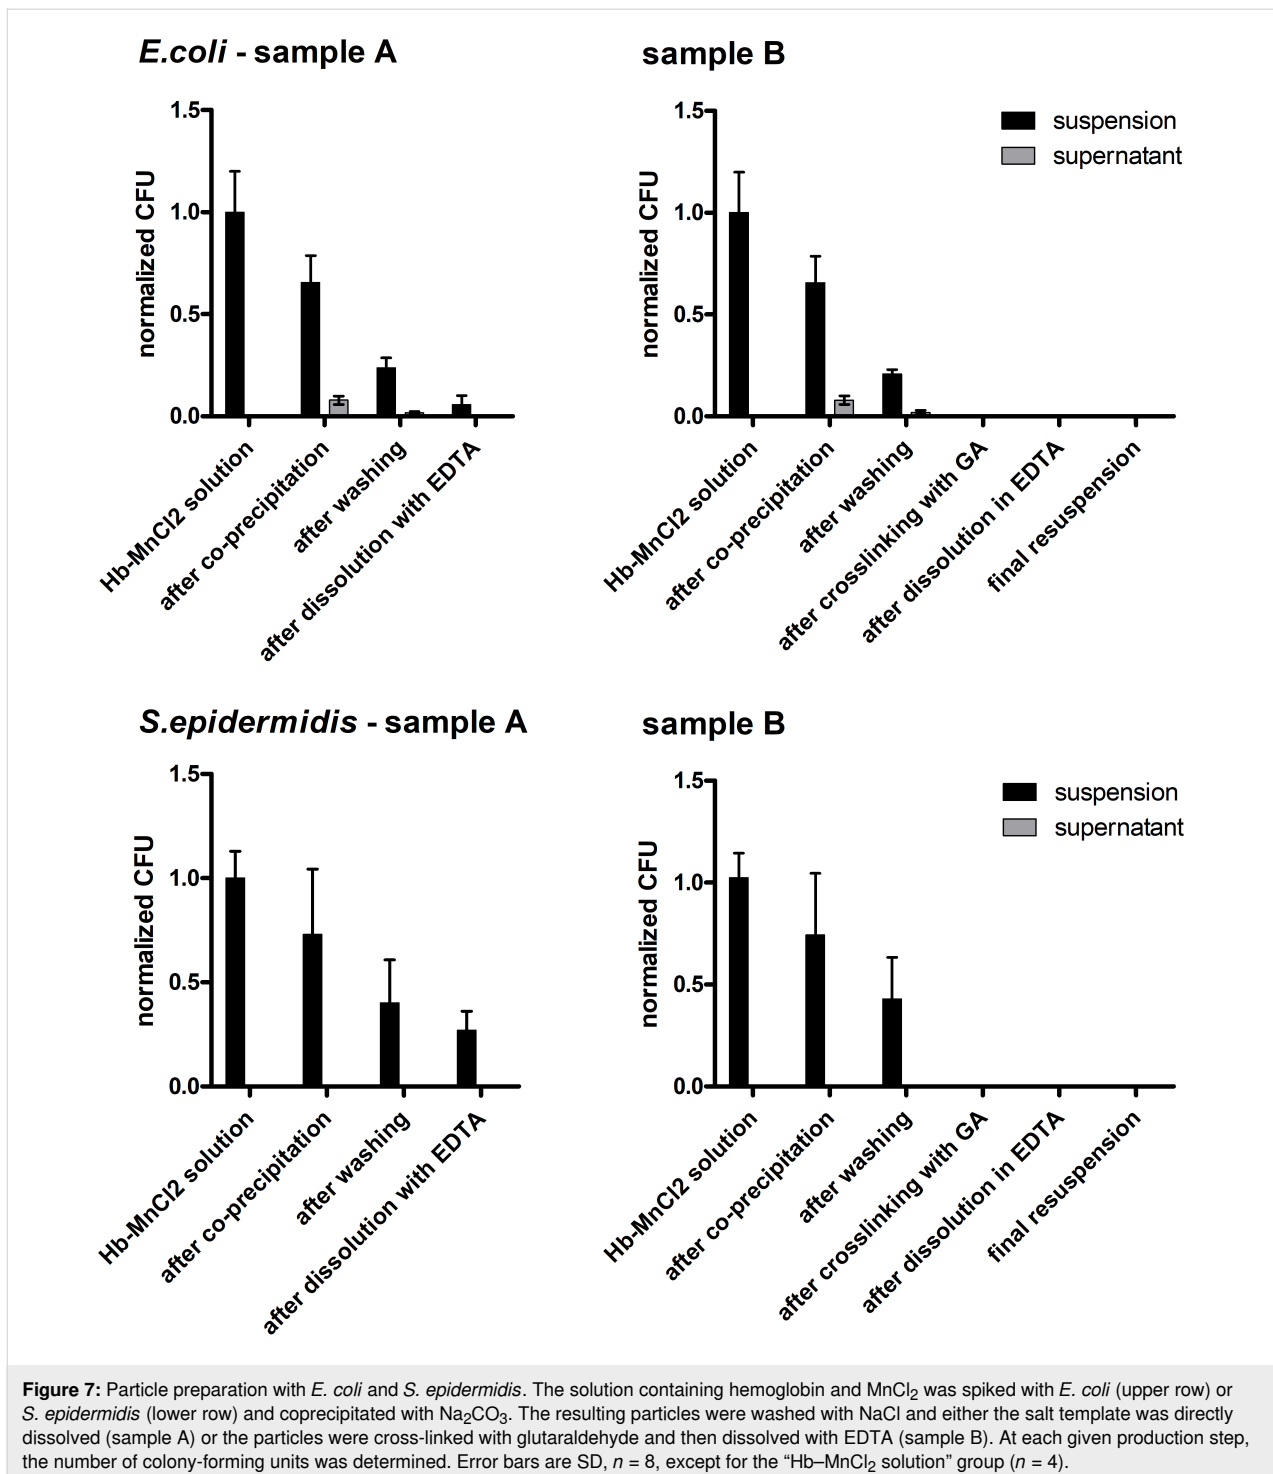 E.coli - sample A
1.5
1.0
0.5
0.0
normalized CFU
Hb-MnCl2 solution
after co-precipitation
after washing
after dissolution with EDTA
sample B
1.5
1.0
0.5
0.0
normalized CFU
suspension
supernatant
Hb-MnCl2 solution
after co-precipitation
after washing
after crosslinking with GA
after dissolution in EDTA
final resuspension
S.epidermidis - sample A
1.5
1.0
0.5
0.0
normalized CFU
Hb-MnCl2 solution
after co-precipitation
after washing
after dissolution with EDTA
sample B
1.5
1.0
0.5
0.0
normalized CFU
suspension
supernatant
Hb-MnCl2 solution
after co-precipitation
after washing
after crosslinking with GA
after dissolution in EDTA
final resuspension
Figure 7: Particle preparation with E. coli and S. epidermidis. The solution containing hemoglobin and MnCl₂ was spiked with E. coli (upper row) or
S. epidermidis (lower row) and coprecipitated with Na₂CO₃. The resulting particles were washed with NaCl and either the salt template was directly
dissolved (sample A) or the particles were cross-linked with glutaraldehyde and then dissolved with EDTA (sample B). At each given production step,
the number of colony-forming units was determined. Error bars are SD, n = 8, except for the “Hb–MnCl₂ solution” group (n = 4).